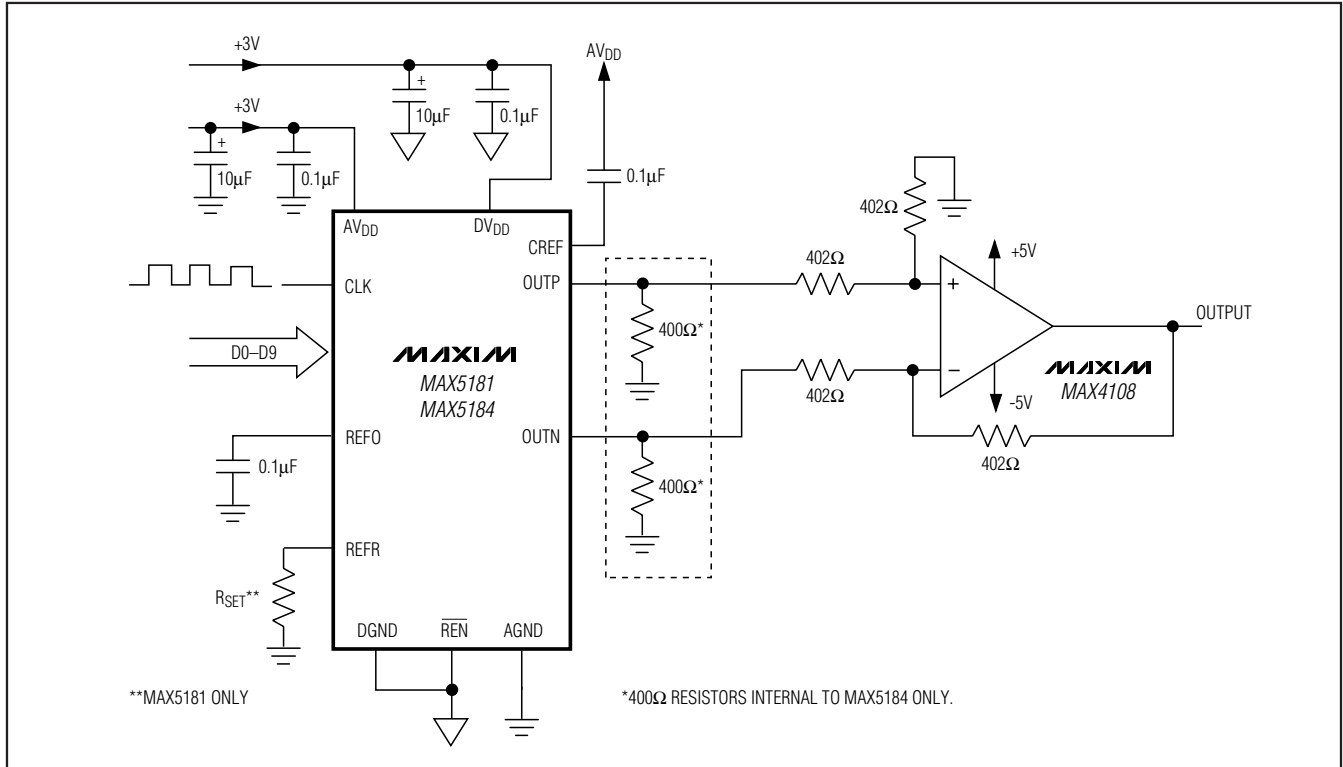 +3V
AVDD
+
10µF
0.1µF
+3V
+
10µF
0.1µF
0.1µF
402Ω
AVDD
DVDD
CREF
+5V
402Ω
CLK
OUTP
+
OUTPUT
400Ω*
D0–D9
MAXIM
MAX5181
MAX5184
402Ω
−
MAXIM
MAX4108
-5V
REFO
OUTN
402Ω
0.1µF
400Ω*
REFR
RSET**
DGND
REN
AGND
**MAX5181 ONLY
*400Ω RESISTORS INTERNAL TO MAX5184 ONLY.